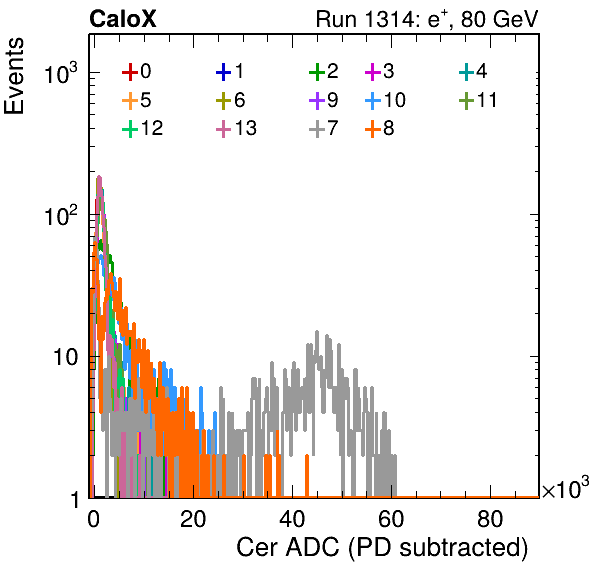 CaloX Run 1314: e⁺, 80 GeV
Events
10³
10²
10
1
0 1 2 3 4
5 6 9 10 11
12 13 7 8
0 20 40 60 80 ×10³
Cer ADC (PD subtracted)